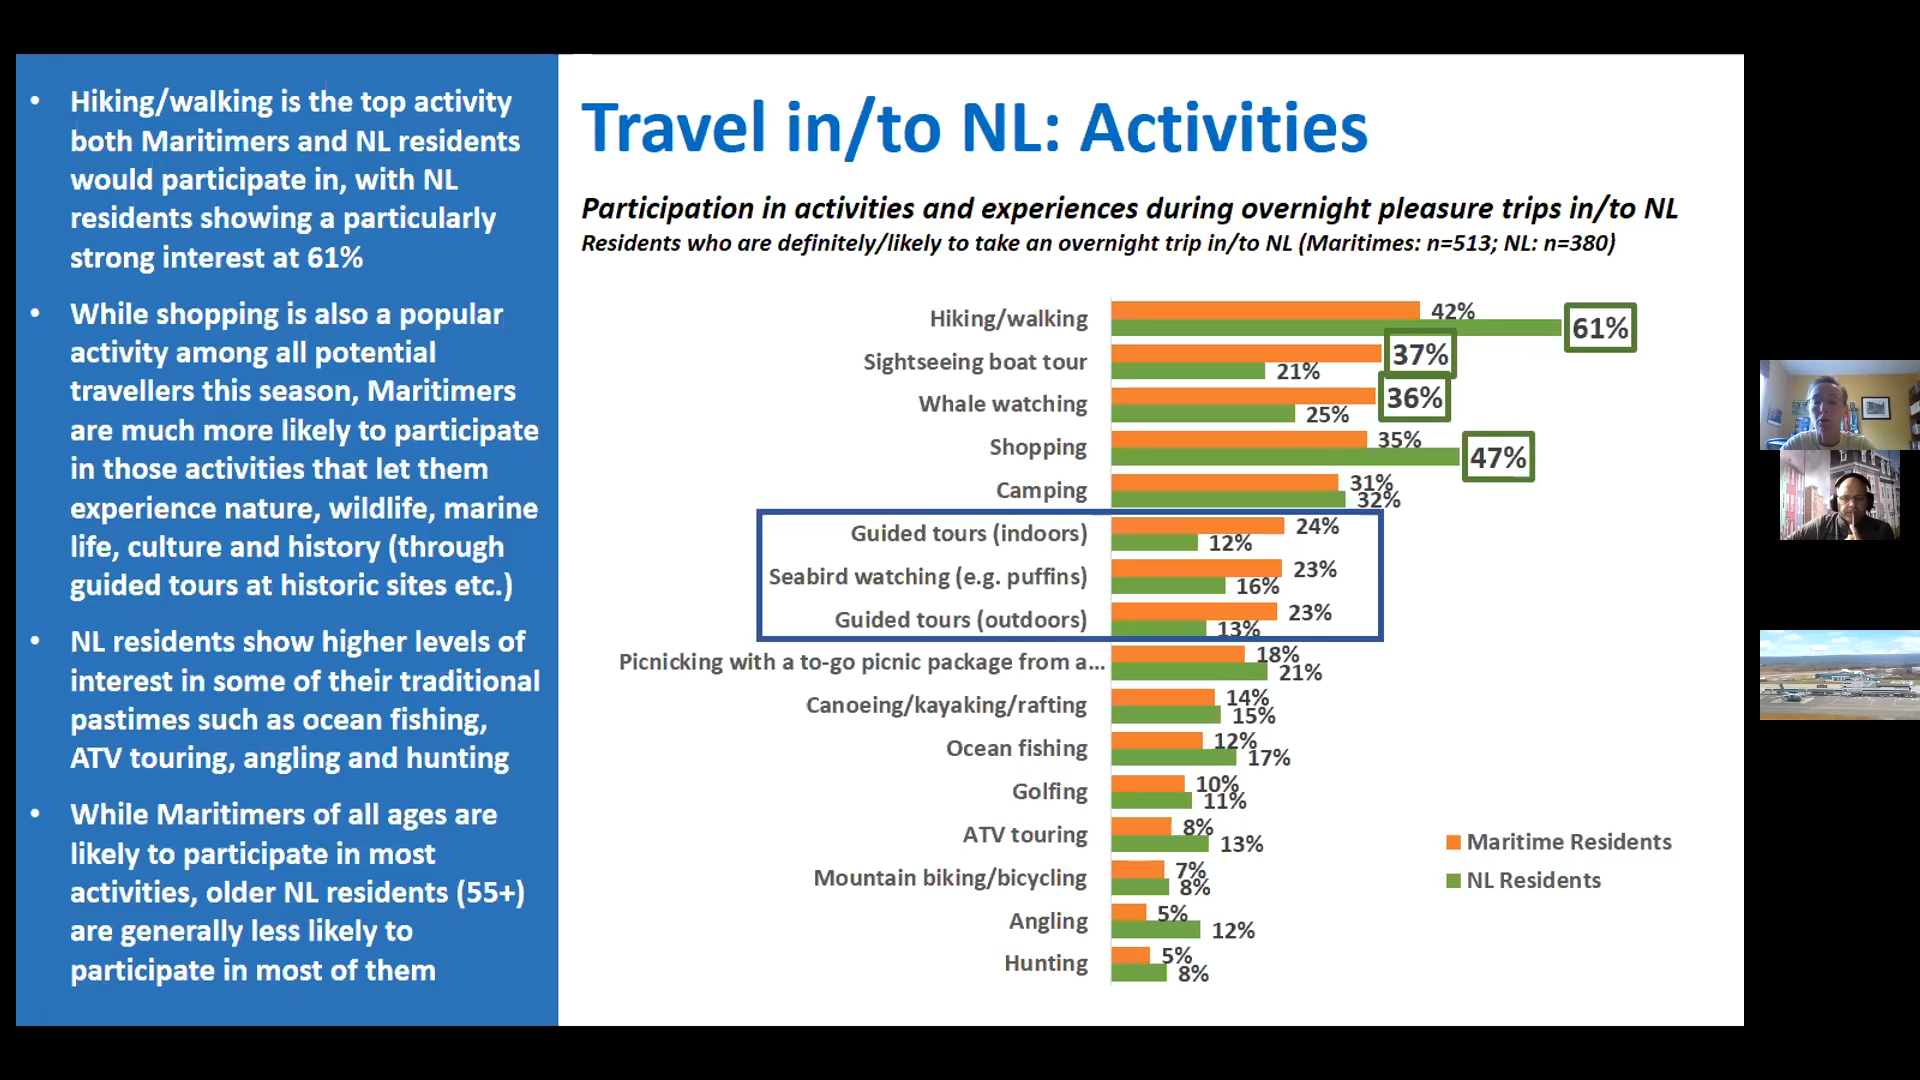 • Hiking/walking is the top activity
both Maritimers and NL residents
would participate in, with NL
residents showing a particularly
strong interest at 61%
• While shopping is also a popular
activity among all potential
travellers this season, Maritimers
are much more likely to participate
in those activities that let them
experience nature, wildlife, marine
life, culture and history (through
guided tours at historic sites etc.)
• NL residents show higher levels of
interest in some of their traditional
pastimes such as ocean fishing,
ATV touring, angling and hunting
• While Maritimers of all ages are
likely to participate in most
activities, older NL residents (55+)
are generally less likely to
participate in most of them
Travel in/to NL: Activities
Participation in activities and experiences during overnight pleasure trips in/to NL
Residents who are definitely/likely to take an overnight trip in/to NL (Maritimes: n=513; NL: n=380)
Hiking/walking 42% 61%
Sightseeing boat tour 37% 21%
Whale watching 36% 25%
Shopping 35% 47%
Camping 31% 32%
Guided tours (indoors) 24% 12%
Seabird watching (e.g. puffins) 23% 16%
Guided tours (outdoors) 23% 13%
Picnicking with a to-go picnic package from a... 18% 21%
Canoeing/kayaking/rafting 14% 15%
Ocean fishing 12% 17%
Golfing 10% 11%
ATV touring 8% 13%
Mountain biking/bicycling 7% 8%
Angling 5% 12%
Hunting 5% 8%
Maritime Residents
NL Residents